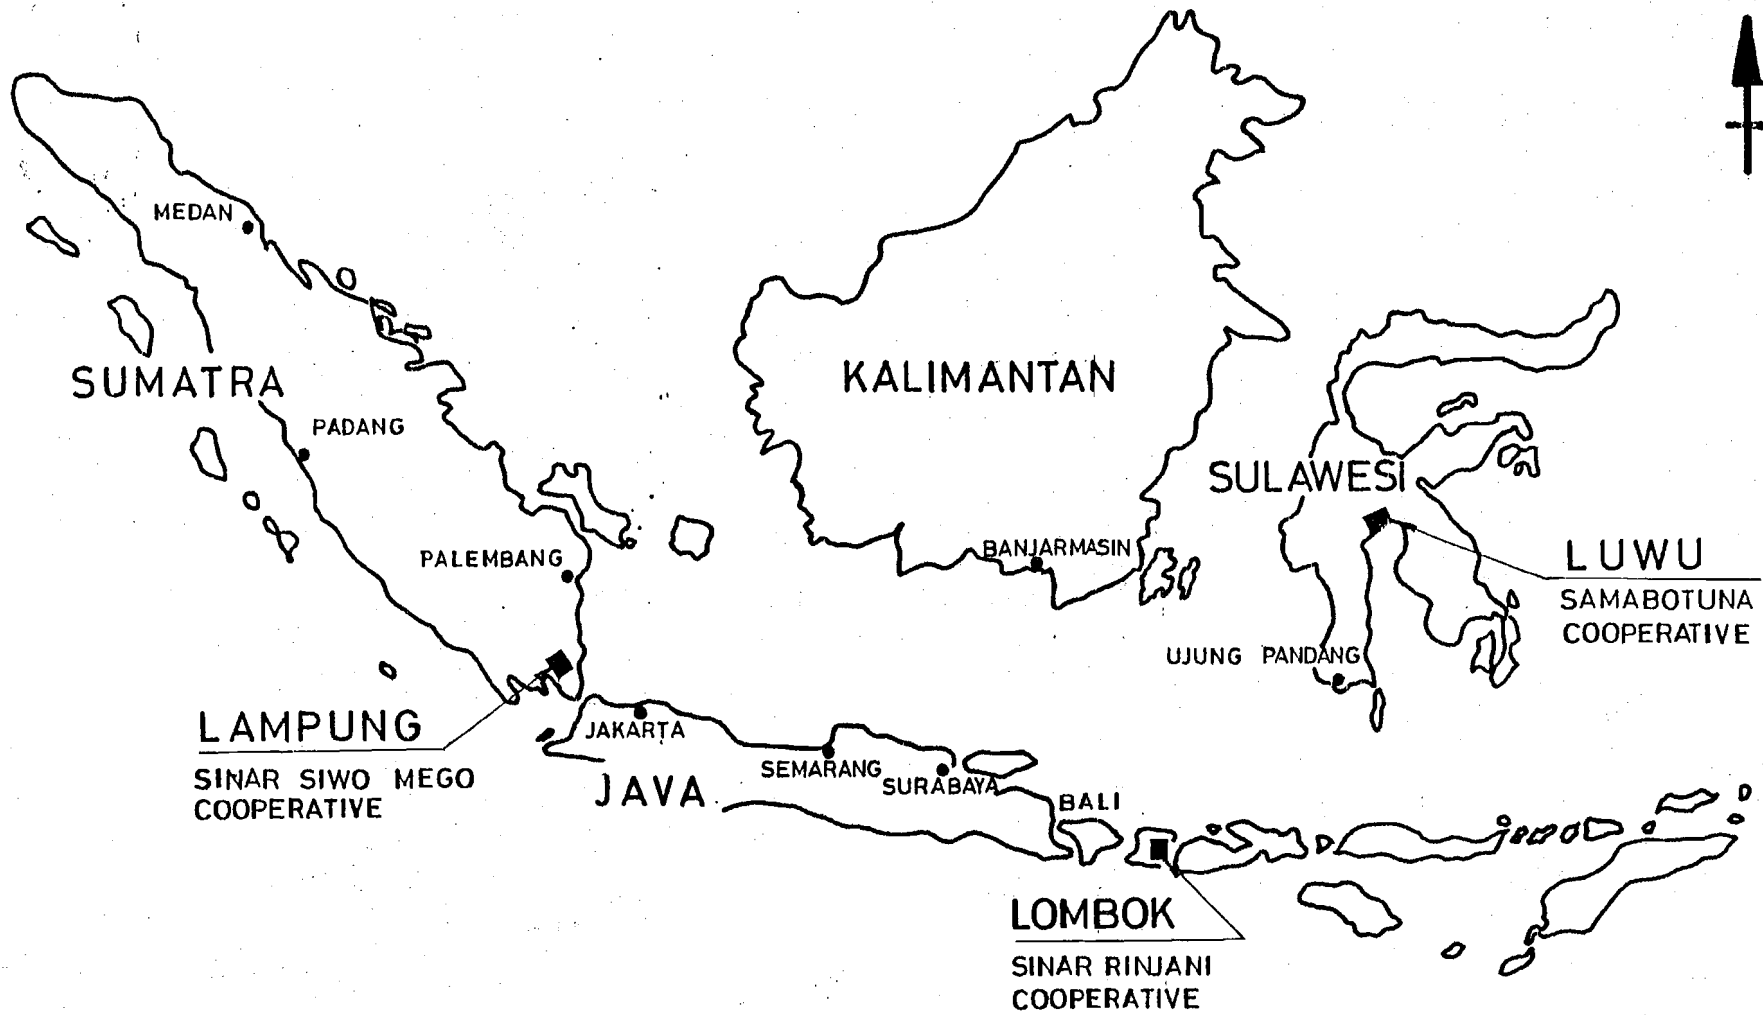 MEDAN
SUMATRA
KALIMANTAN
PADANG
SULAWESI
PALEMBANG
BANJARMASIN
LUWU
SAMABOTUNA
COOPERATIVE
UJUNG PANDANG
LAMPUNG
SINAR SIWO MEGO
COOPERATIVE
JAKARTA
SEMARANG
SURABAYA
JAVA
BALI
LOMBOK
SINAR RINJANI
COOPERATIVE